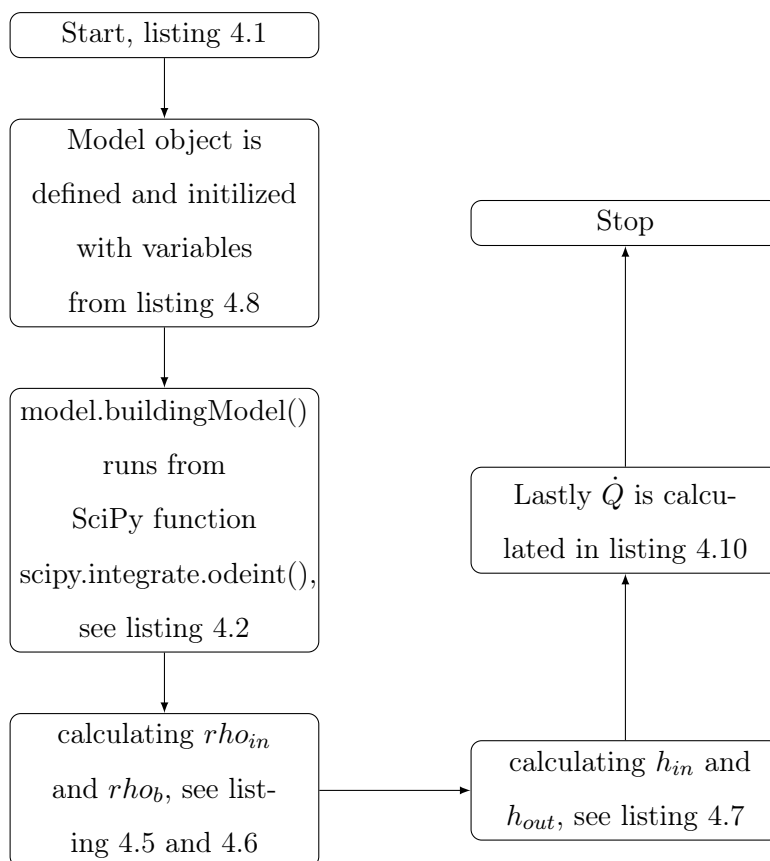 Start, listing 4.1
Model object is
defined and initilized
with variables
from listing 4.8
model.buildingModel()
runs from
SciPy function
scipy.integrate.odeint(),
see listing 4.2
calculating rho_in
and rho_b, see list-
ing 4.5 and 4.6
calculating h_in and
h_out, see listing 4.7
Lastly Q̇ is calcu-
lated in listing 4.10
Stop